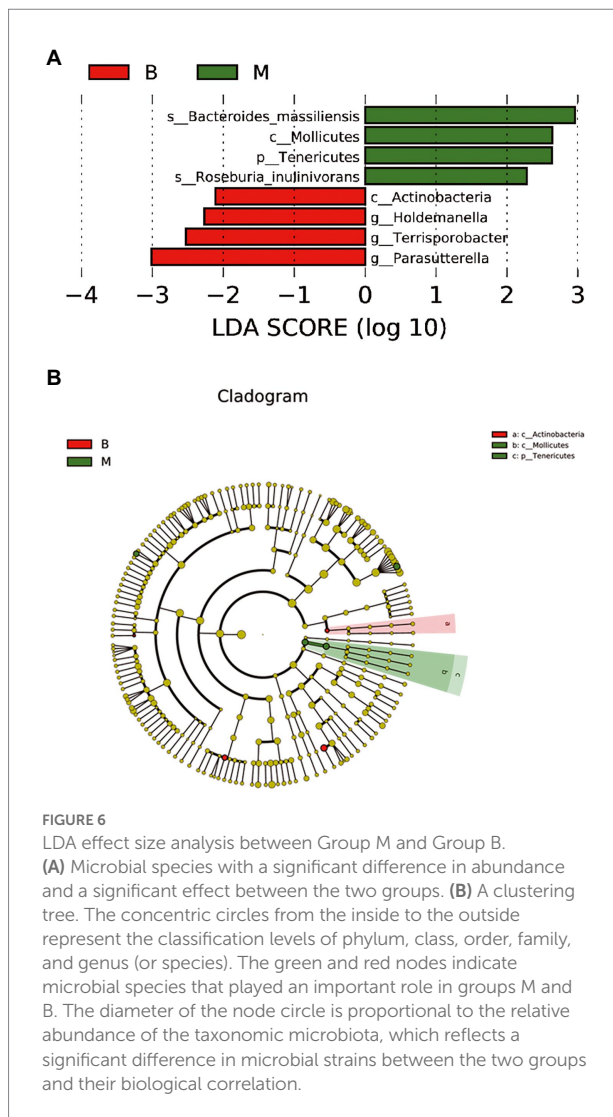 A
B M
s__Bacteroides_massiliensis
c__Mollicutes
p__Tenericutes
s__Roseburia_inulinivorans
c__Actinobacteria
g__Holdemanella
g__Terrisporobacter
g__Parasutterella
−4 −3 −2 −1 0 1 2 3
LDA SCORE (log 10)
B
Cladogram
B
M
a: c__Actinobacteria
b: c__Mollicutes
c: p__Tenericutes
a
b
c
FIGURE 6
LDA effect size analysis between Group M and Group B.
(A) Microbial species with a significant difference in abundance
and a significant effect between the two groups. (B) A clustering
tree. The concentric circles from the inside to the outside
represent the classification levels of phylum, class, order, family,
and genus (or species). The green and red nodes indicate
microbial species that played an important role in groups M and
B. The diameter of the node circle is proportional to the relative
abundance of the taxonomic microbiota, which reflects a
significant difference in microbial strains between the two groups
and their biological correlation.